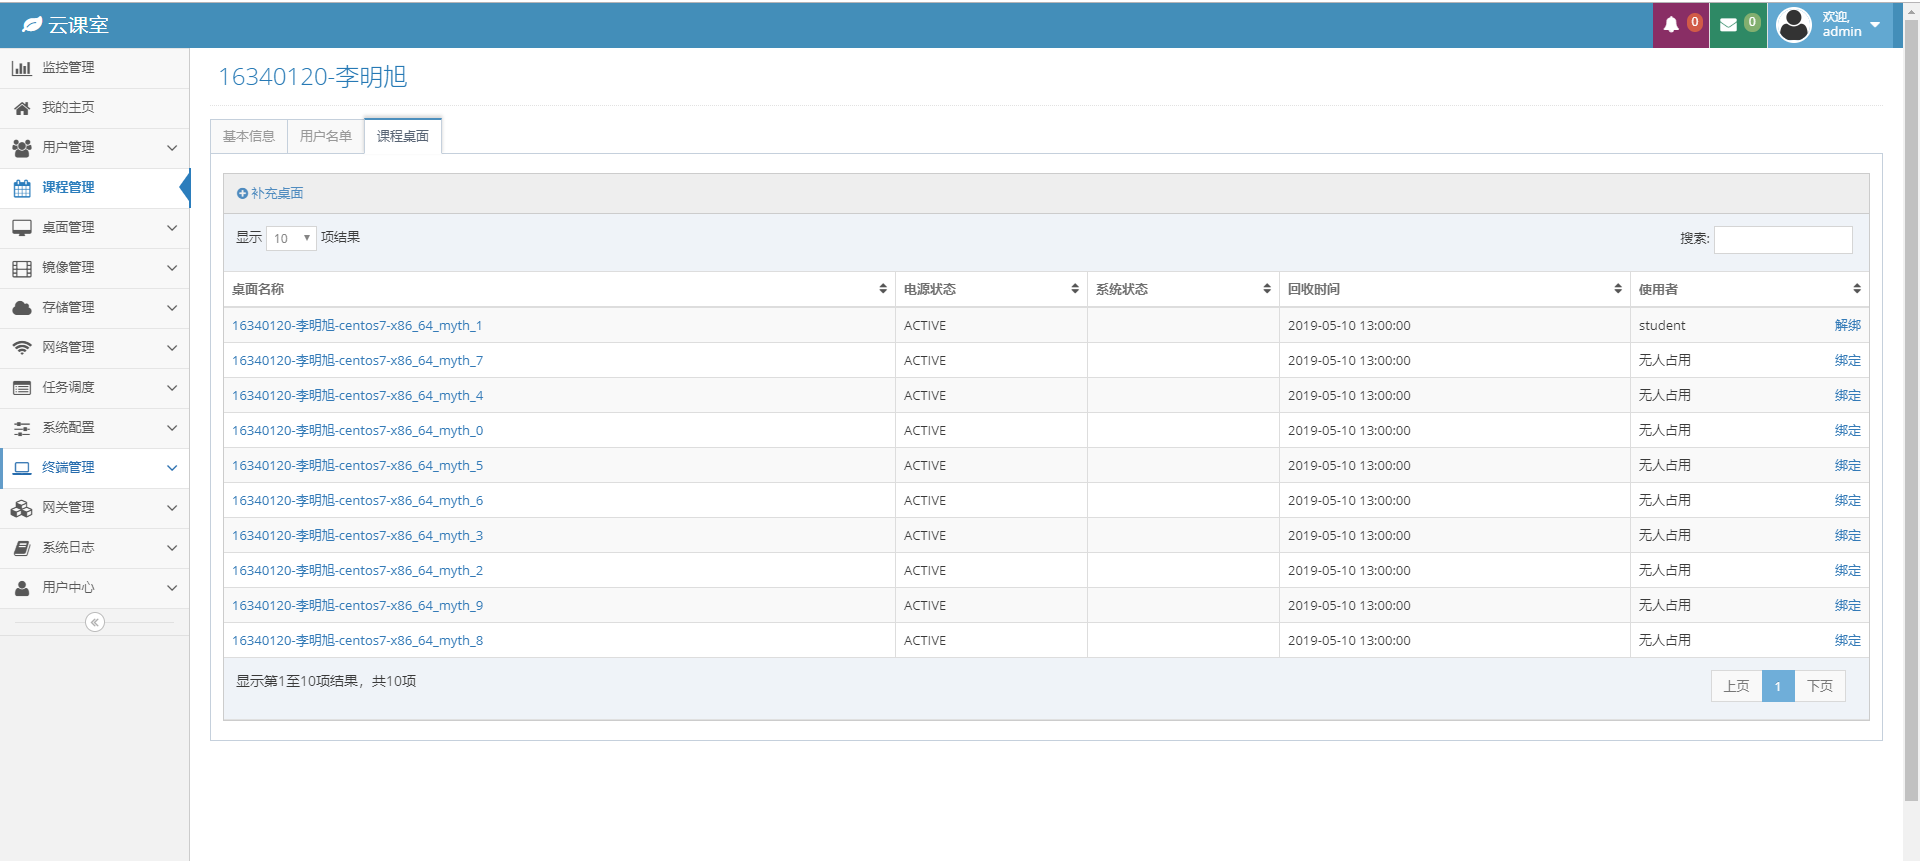 云课室
0
0
欢迎,
admin
监控管理
我的主页
用户管理
课程管理
桌面管理
镜像管理
存储管理
网络管理
任务调度
系统配置
终端管理
网关管理
系统日志
用户中心
16340120-李明旭
基本信息 用户名单 课程桌面
补充桌面
显示 10 项结果 搜索:
桌面名称 电源状态 系统状态 回收时间 使用者
16340120-李明旭-centos7-x86_64_myth_1 ACTIVE 2019-05-10 13:00:00 student 解绑
16340120-李明旭-centos7-x86_64_myth_7 ACTIVE 2019-05-10 13:00:00 无人占用 绑定
16340120-李明旭-centos7-x86_64_myth_4 ACTIVE 2019-05-10 13:00:00 无人占用 绑定
16340120-李明旭-centos7-x86_64_myth_0 ACTIVE 2019-05-10 13:00:00 无人占用 绑定
16340120-李明旭-centos7-x86_64_myth_5 ACTIVE 2019-05-10 13:00:00 无人占用 绑定
16340120-李明旭-centos7-x86_64_myth_6 ACTIVE 2019-05-10 13:00:00 无人占用 绑定
16340120-李明旭-centos7-x86_64_myth_3 ACTIVE 2019-05-10 13:00:00 无人占用 绑定
16340120-李明旭-centos7-x86_64_myth_2 ACTIVE 2019-05-10 13:00:00 无人占用 绑定
16340120-李明旭-centos7-x86_64_myth_9 ACTIVE 2019-05-10 13:00:00 无人占用 绑定
16340120-李明旭-centos7-x86_64_myth_8 ACTIVE 2019-05-10 13:00:00 无人占用 绑定
显示第1至10项结果，共10项 上页 1 下页